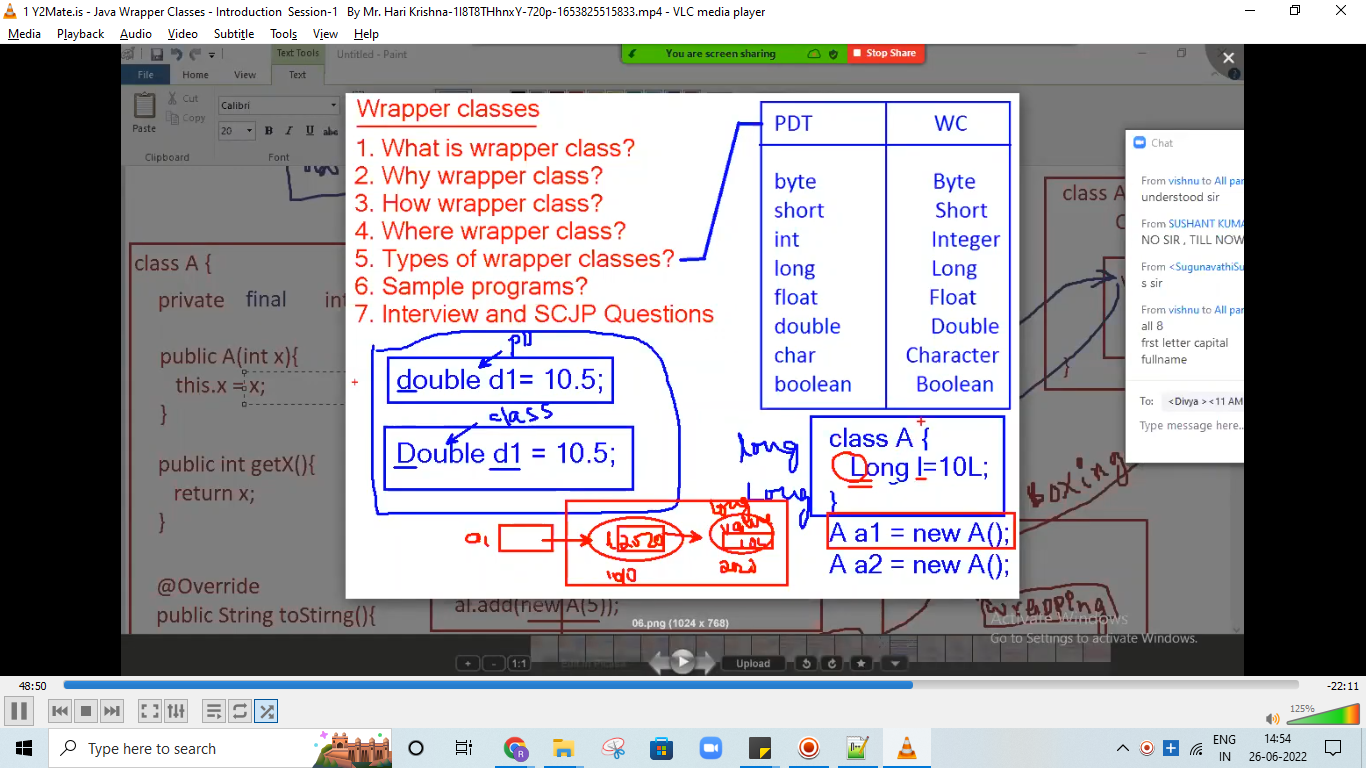 1 Y2Mate.is - Java Wrapper Classes - Introduction  Session-1   By Mr. Hari Krishna-1I8T8THhnxY-720p-1653825515833.mp4 - VLC media player
Media Playback Audio Video Subtitle Tools View Help
Text Tools
Untitled - Paint
You are screen sharing
Stop Share
File Home View Text
Cut
Copy
Paste
Clipboard
Calibri
20
B I U abc
Font
Wrapper classes
1. What is wrapper class?
2. Why wrapper class?
3. How wrapper class?
4. Where wrapper class?
5. Types of wrapper classes?
6. Sample programs?
7. Interview and SCJP Questions
PDT WC
byte Byte
short Short
int Integer
long Long
float Float
double Double
char Character
boolean Boolean
double d1= 10.5;
class
Double d1 = 10.5;
long
Long
class A {
Long l=10L;
}
A a1 = new A();
A a2 = new A();
a1
long
value
10L
class A {
private final int
public A(int x){
this.x = x;
}
public int getX(){
return x;
}
@Override
public String toStirng(){
al.add(new A(5));
class A
}
Boxing
wrapping
Chat
From vishnu to All par
understood sir
From SUSHANT KUMA
NO SIR , TILL NOW
From <SugunavathiSu
s sir
From vishnu to All par
all 8
frst letter capital
fullname
To: <Divya > <11 AM
Type message here..
06.png (1024 x 768)
Activate Windows
Go to Settings to activate Windows.
+ - 1:1 Edit in Picasa Upload
48:50
-22:11
125%
Type here to search
ENG
IN
14:54
26-06-2022